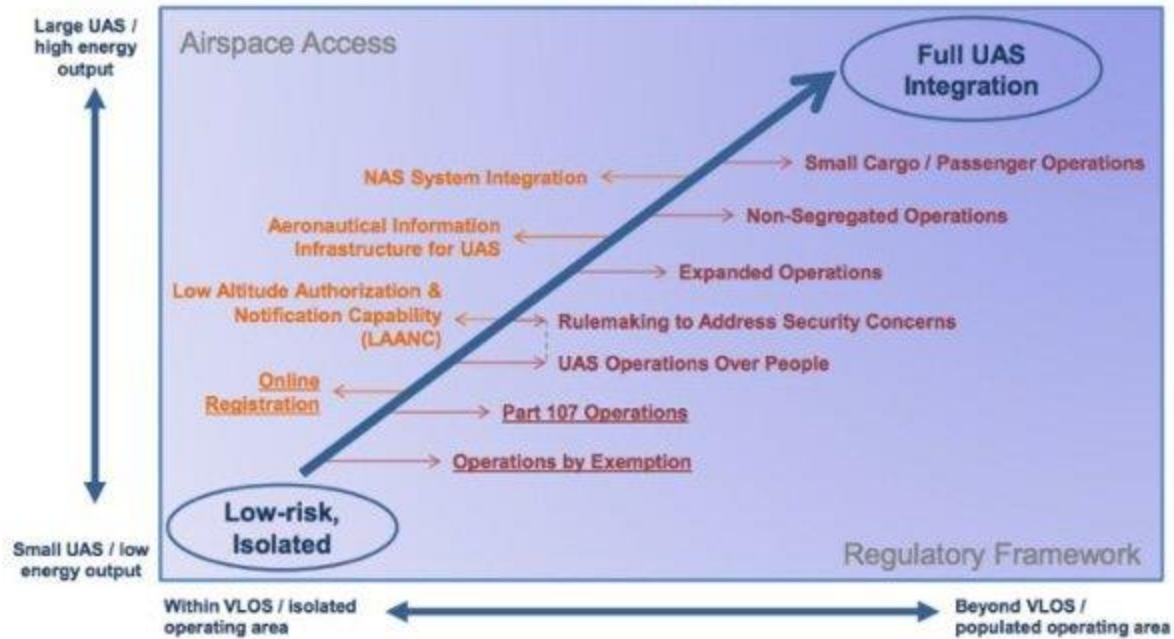 Large UAS /
high energy
output
Airspace Access
Full UAS
Integration
Small Cargo / Passenger Operations
NAS System Integration
Non-Segregated Operations
Aeronautical Information
Infrastructure for UAS
Expanded Operations
Low Altitude Authorization &
Notification Capability
(LAANC)
Rulemaking to Address Security Concerns
UAS Operations Over People
Online
Registration
Part 107 Operations
Operations by Exemption
Low-risk,
Isolated
Small UAS / low
energy output
Regulatory Framework
Within VLOS / isolated
operating area
Beyond VLOS /
populated operating area